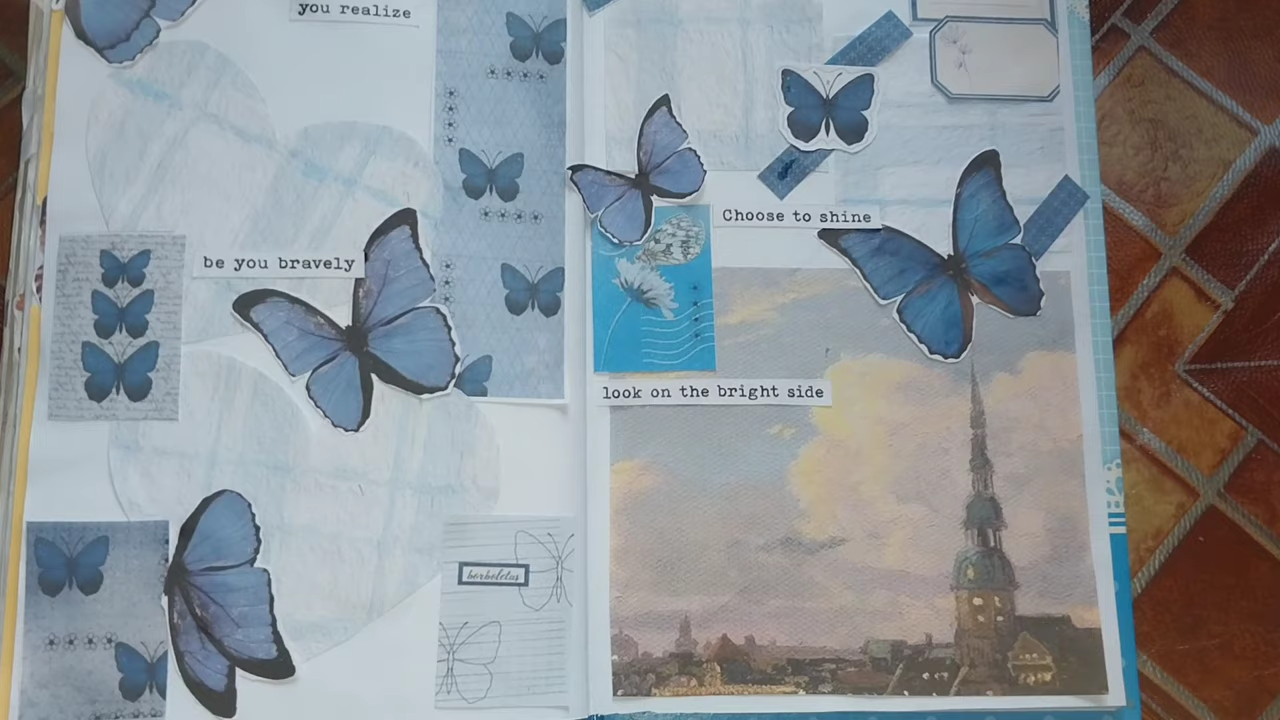 you realize
be you bravely
borboletas
Choose to shine
look on the bright side